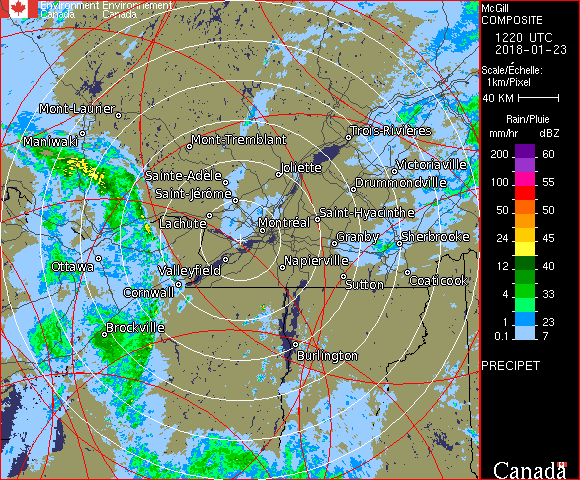 Environment Environnement
Canada Canada
McGill
COMPOSITE
1220 UTC
2018-01-23
Scale/Échelle:
1km/Pixel
40 KM
Rain/Pluie
mm/hr dBZ
200 60
100 55
50 50
24 45
12 40
4 33
1 23
0.1 7
PRECIPET
Canada
Mont-Laurier
Maniwaki
Mont-Tremblant
Trois-Rivières
Sainte-Adèle
Joliette
Victoriaville
Saint-Jérôme
Drummondville
Lachute
Montréal
Saint-Hyacinthe
Granby
Sherbrooke
Ottawa
Valleyfield
Napierville
Cornwall
Sutton
Coaticook
Brockville
Burlington